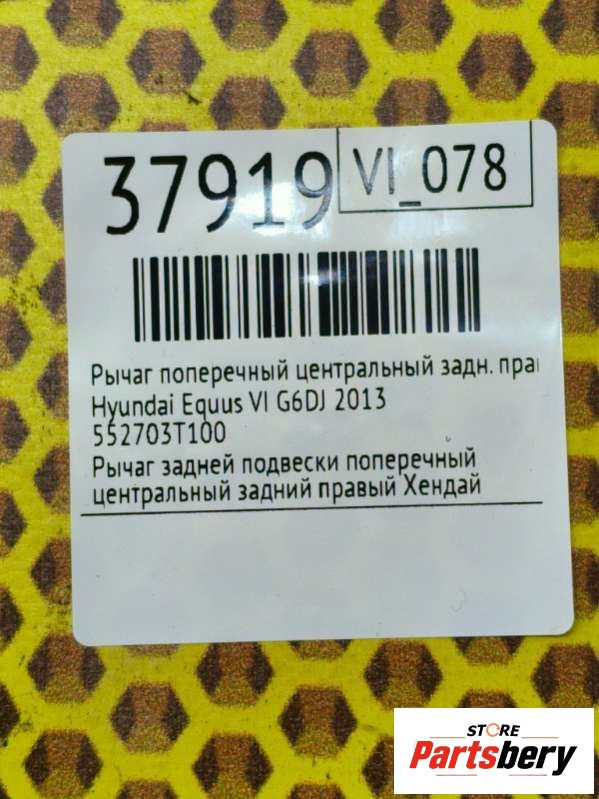 37919
VI_078
Рычаг поперечный центральный задн. пра
Hyundai Equus VI G6DJ 2013
552703T100
Рычаг задней подвески поперечный
центральный задний правый Хендай
STORE
Partsbery